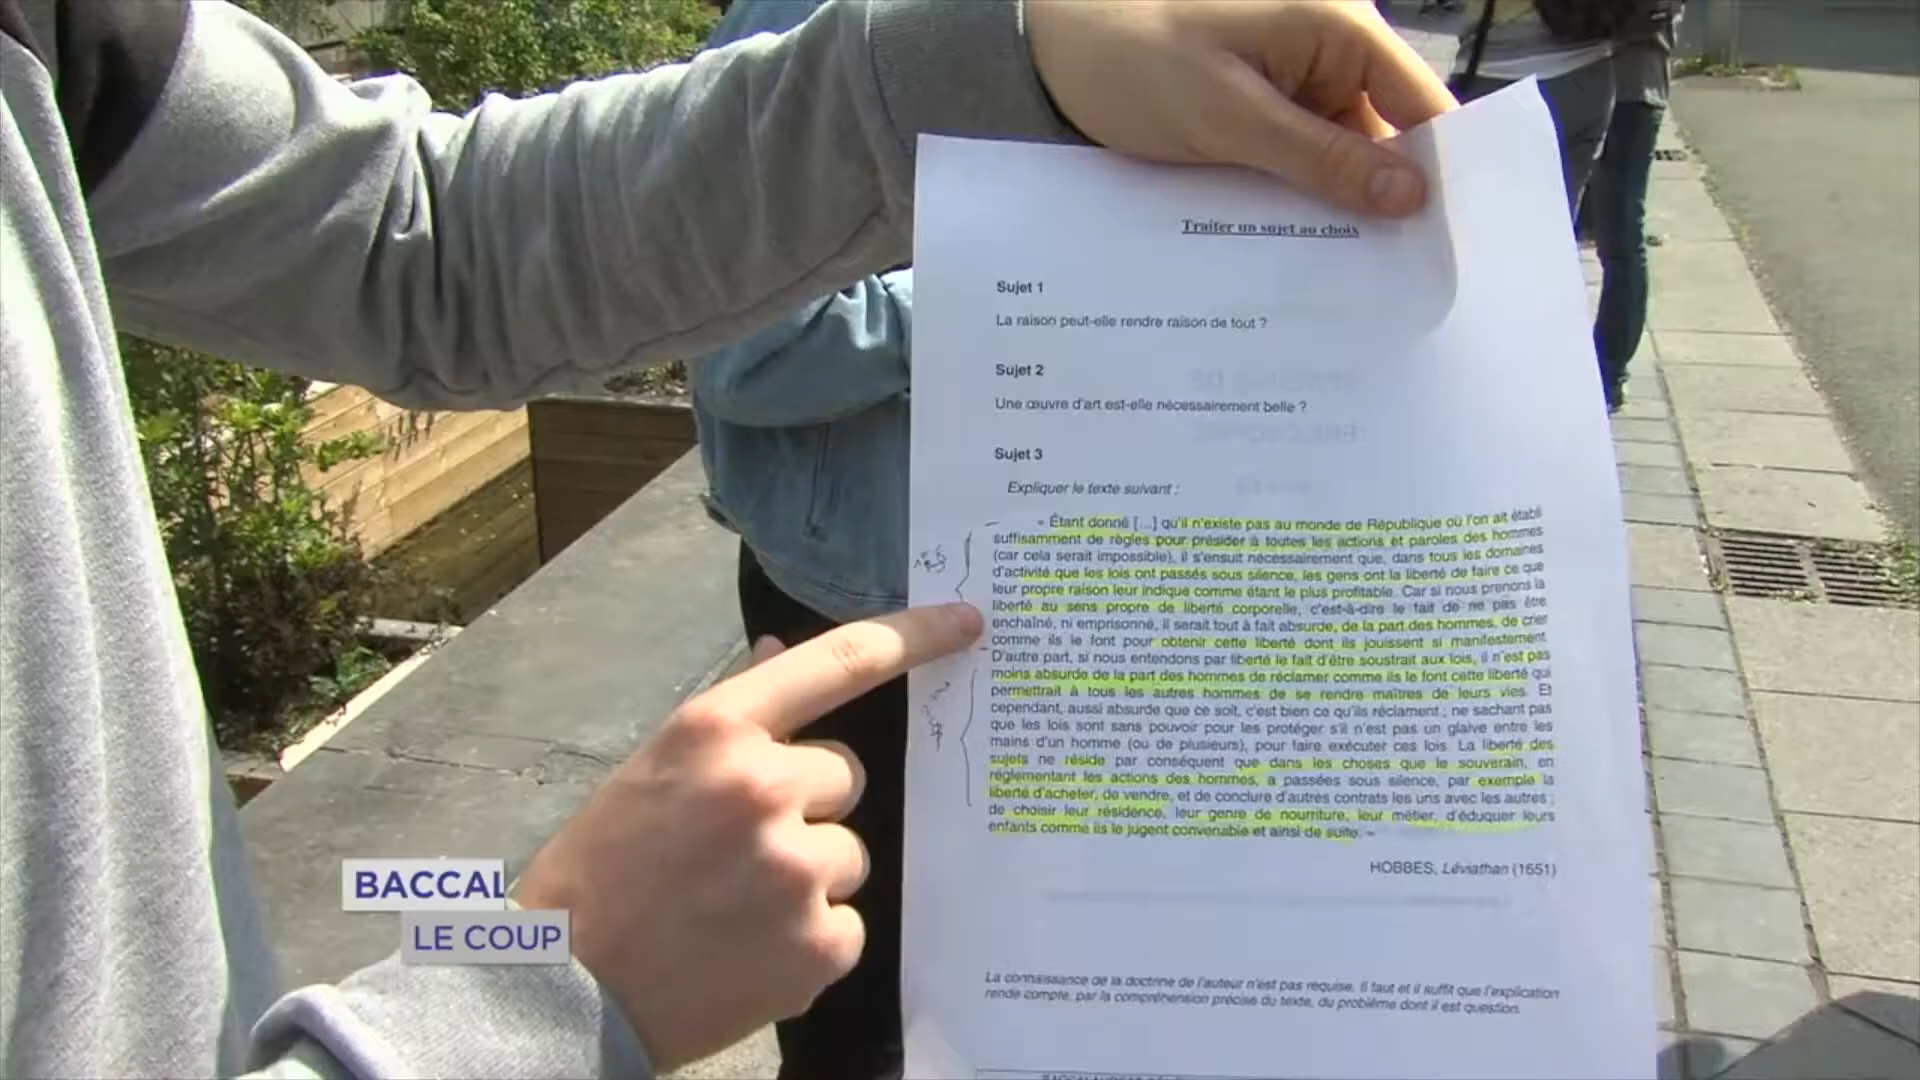 Traiter un sujet au choix
Sujet 1
La raison peut-elle rendre raison de tout ?
Sujet 2
Une œuvre d'art est-elle nécessairement belle ?
Sujet 3
Expliquer le texte suivant :
« Étant donné [...] qu'il n'existe pas au monde de République où l'on ait établi
suffisamment de règles pour présider à toutes les actions et paroles des hommes
(car cela serait impossible), il s'ensuit nécessairement que, dans tous les domaines
d'activité que les lois ont passés sous silence, les gens ont la liberté de faire ce que
leur propre raison leur indique comme étant le plus profitable. Car si nous prenons la
liberté au sens propre de liberté corporelle, c'est-à-dire le fait de ne pas être
enchaîné, ni emprisonné, il serait tout à fait absurde, de la part des hommes, de crier
comme ils le font pour obtenir cette liberté dont ils jouissent si manifestement.
D'autre part, si nous entendons par liberté le fait d'être soustrait aux lois, il n'est pas
moins absurde de la part des hommes de réclamer comme ils le font cette liberté qui
permettrait à tous les autres hommes de se rendre maîtres de leurs vies. Et
cependant, aussi absurde que ce soit, c'est bien ce qu'ils réclament ; ne sachant pas
que les lois sont sans pouvoir pour les protéger s'il n'est pas un glaive entre les
mains d'un homme (ou de plusieurs), pour faire exécuter ces lois. La liberté des
sujets ne réside par conséquent que dans les choses que le souverain, en
réglementant les actions des hommes, a passées sous silence, par exemple la
liberté d'acheter, de vendre, et de conclure d'autres contrats les uns avec les autres ;
de choisir leur résidence, leur genre de nourriture, leur métier, d'éduquer leurs
enfants comme ils le jugent convenable et ainsi de suite. »
HOBBES, Léviathan (1651)
La connaissance de la doctrine de l'auteur n'est pas requise. Il faut et il suffit que l'explication
rende compte, par la compréhension précise du texte, du problème dont il est question.
BACCAL
LE COUP